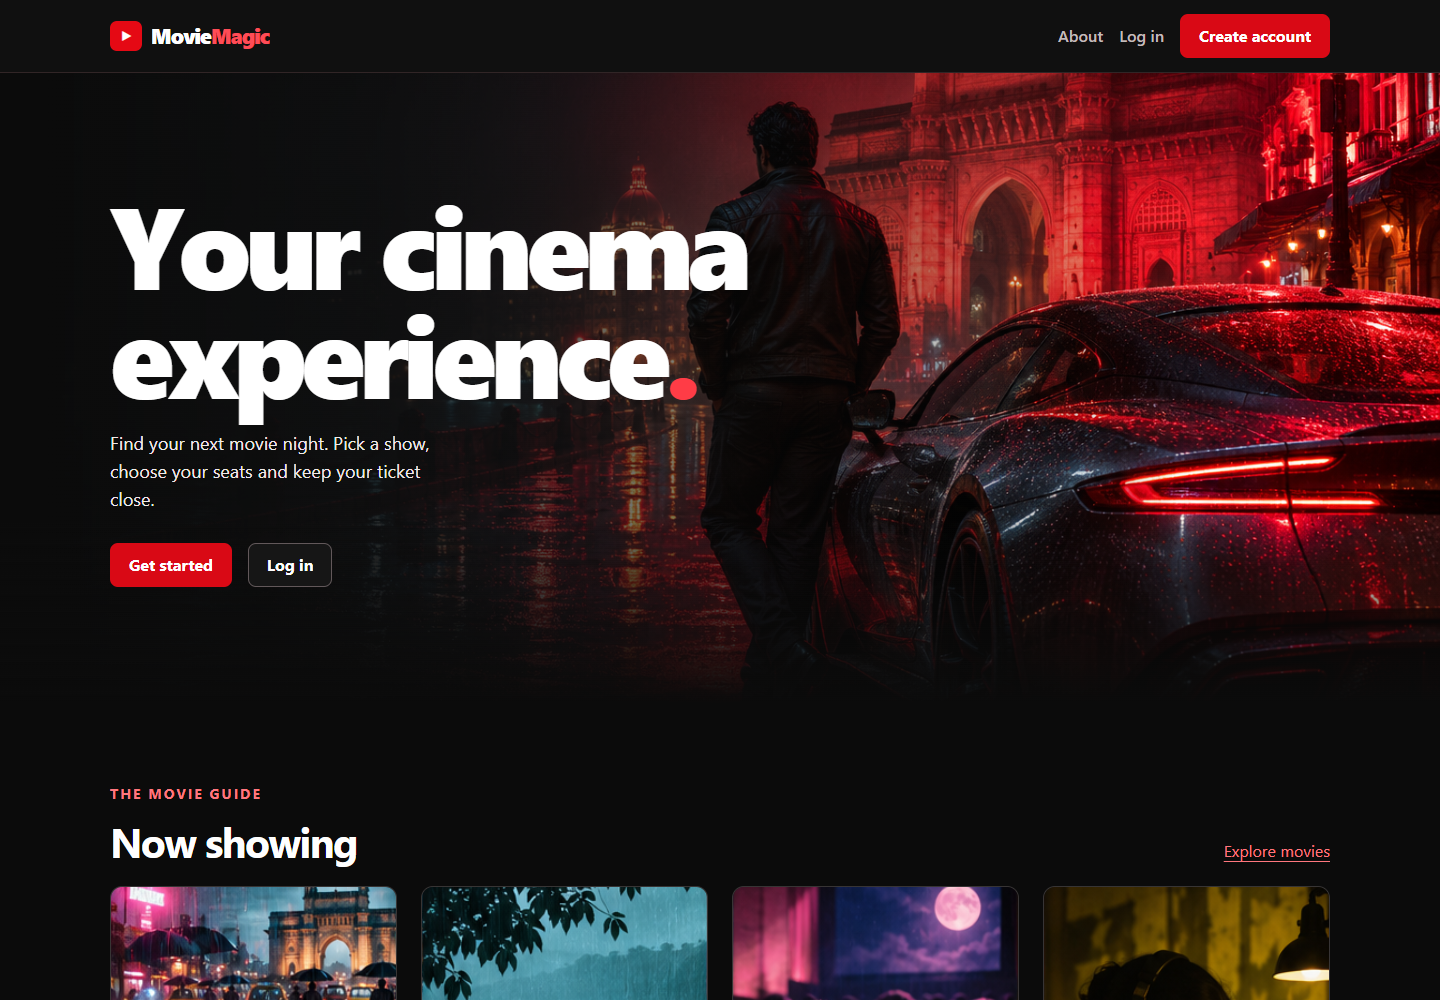 MovieMagic
About Log in Create account
Your cinema
experience.
Find your next movie night. Pick a show,
choose your seats and keep your ticket
close.
Get started Log in
THE MOVIE GUIDE
Now showing
Explore movies